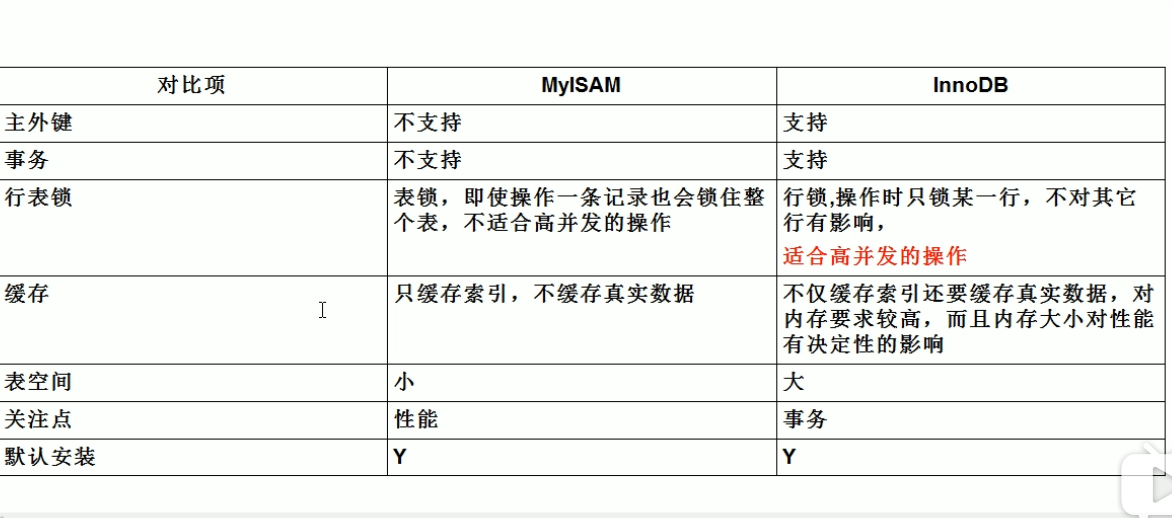 对比项 MyISAM InnoDB
主外键 不支持 支持
事务 不支持 支持
行表锁 表锁，即使操作一条记录也会锁住整 行锁,操作时只锁某一行，不对其它
个表，不适合高并发的操作 行有影响，
适合高并发的操作
缓存 只缓存索引，不缓存真实数据 不仅缓存索引还要缓存真实数据，对
内存要求较高，而且内存大小对性能
有决定性的影响
表空间 小 大
关注点 性能 事务
默认安装 Y Y